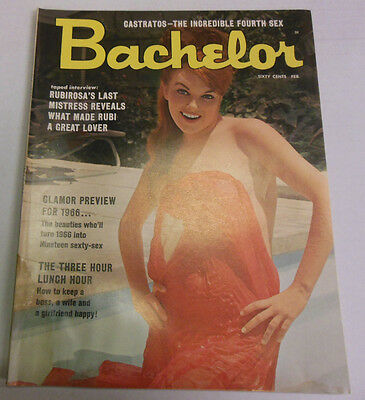 CASTRATOS-THE INCREDIBLE FOURTH SEX
Bachelor
SIXTY CENTS FEB.
taped interview:
RUBIROSA'S LAST
MISTRESS REVEALS
WHAT MADE RUBI
A GREAT LOVER
GLAMOR PREVIEW
FOR 1966...
The beauties who'll
turn 1966 into
Nineteen sexty-sex
THE THREE HOUR
LUNCH HOUR
How to keep a
boss, a wife and
a girlfriend happy!